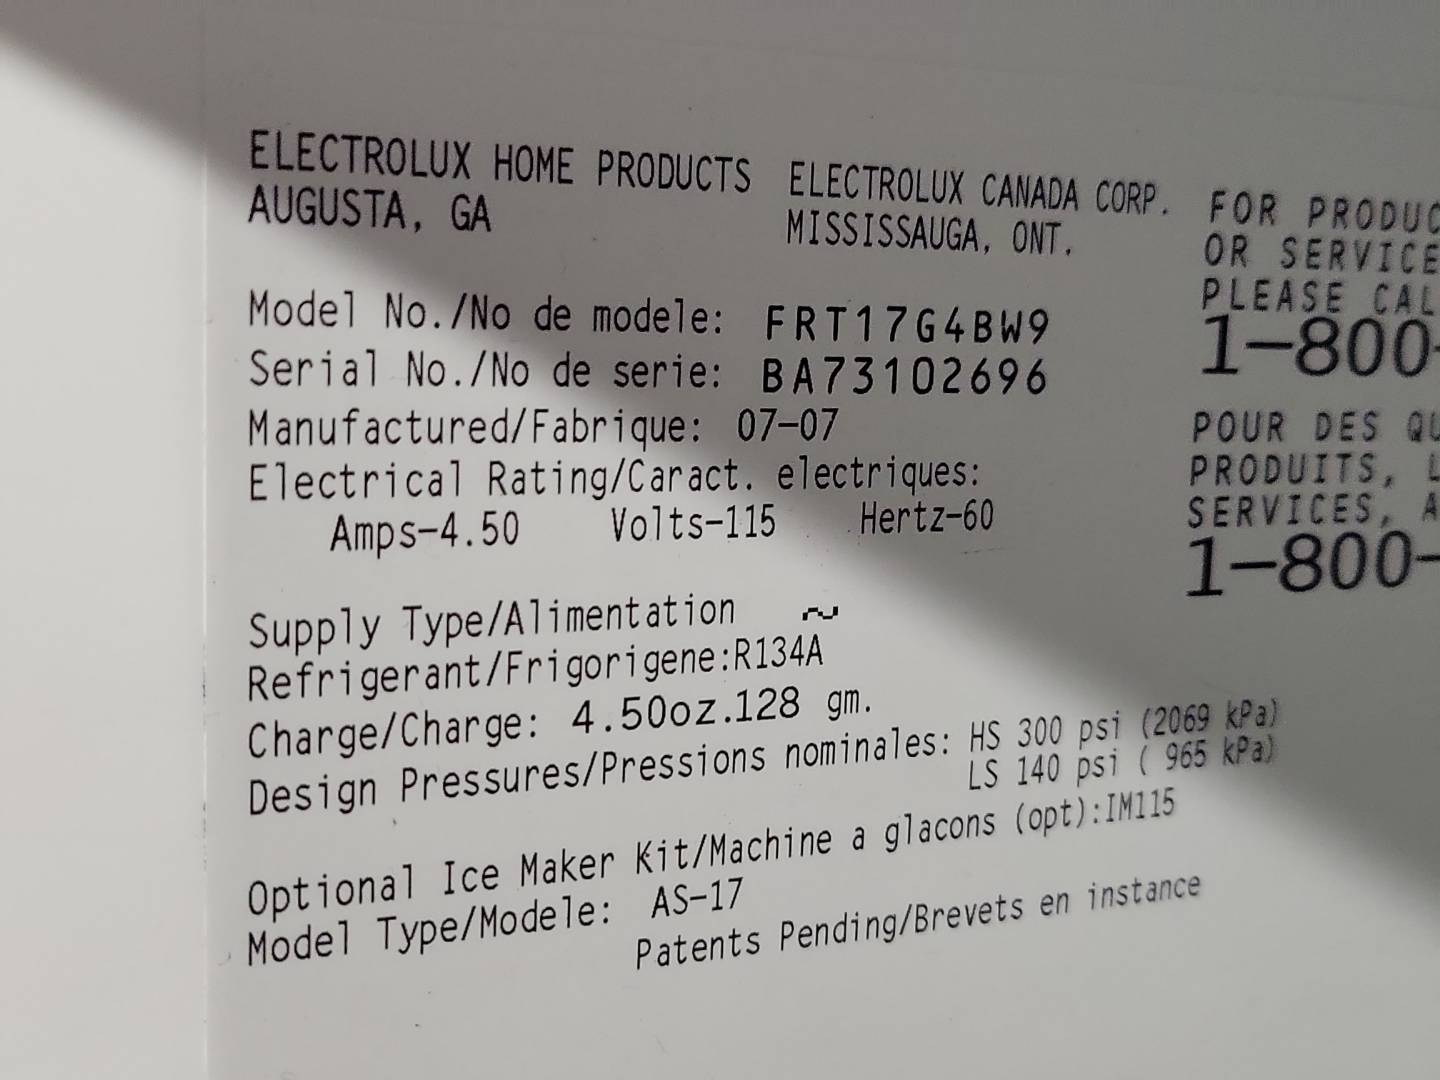 ELECTROLUX HOME PRODUCTS
AUGUSTA, GA
ELECTROLUX CANADA CORP.
MISSISSAUGA, ONT.
Model No./No de modele: FRT17G4BW9
Serial No./No de serie: BA73102696
Manufactured/Fabrique: 07-07
Electrical Rating/Caract. electriques:
Amps-4.50 Volts-115 Hertz-60
Supply Type/Alimentation ~
Refrigerant/Frigorigene:R134A
Charge/Charge: 4.50oz.128 gm.
Design Pressures/Pressions nominales: HS 300 psi (2069 kPa)
LS 140 psi ( 965 kPa)
Optional Ice Maker Kit/Machine a glacons (opt):IM115
Model Type/Modele: AS-17
Patents Pending/Brevets en instance
FOR
OR SERVICE
PLEASE
1-800-
POUR DES
PRODUITS,
SERVICES,
1-800-